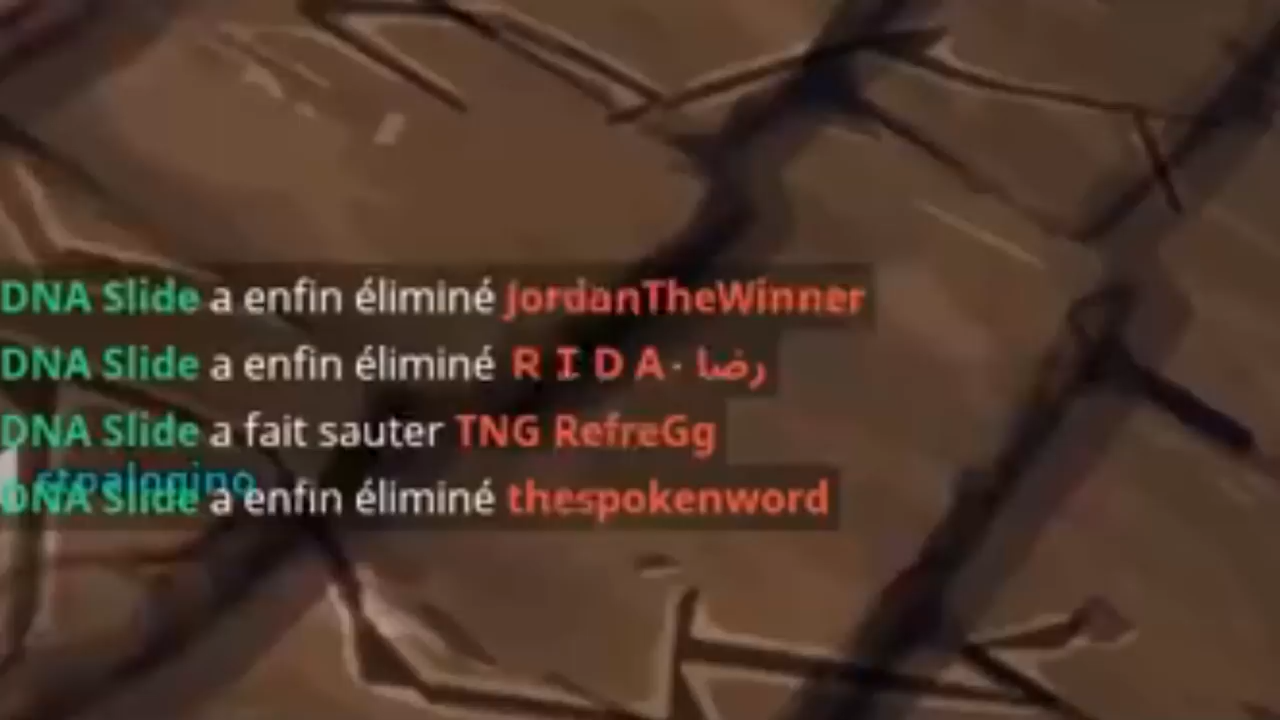 DNA Slide a enfin éliminé JordanTheWinner
DNA Slide a enfin éliminé R I D A · رضا
DNA Slide a fait sauter TNG RefreGg
DNA Slide a enfin éliminé thespokenword